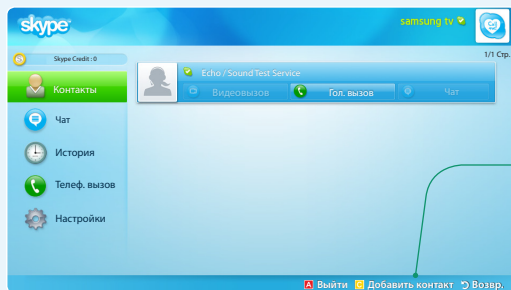 skype
samsung tv
Skype Credit : 0
1/1 Стр.
Контакты
Echo / Sound Test Service
Видеовызов
Гол. вызов
Чат
Чат
История
Телеф. вызов
Настройки
A Выйти C Добавить контакт Возвр.